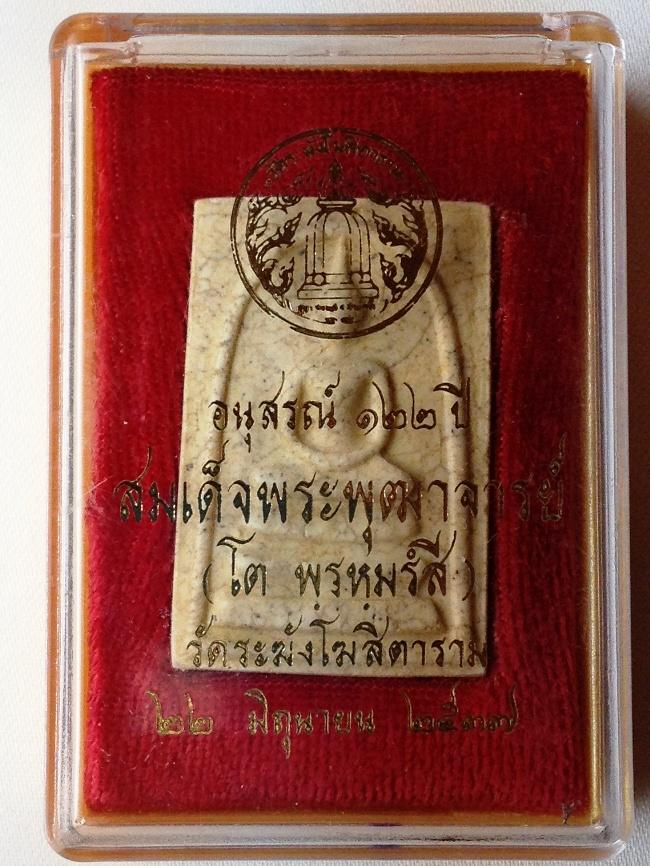 อนุสรณ์ ๑๒๒ ปี
สมเด็จพระพุฒาจารย์
(โต พฺรหฺมรํสี)
วัดระฆังโฆสิตาราม
๒๒ มิถุนายน ๒๕๓๗